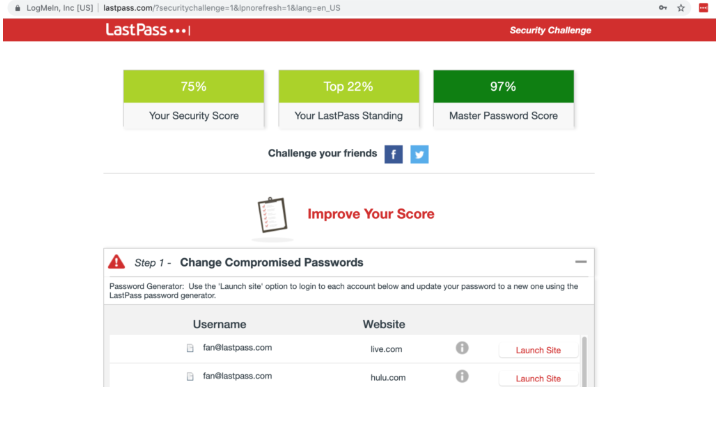 LogMeIn, Inc [US] | lastpass.com/?securitychallenge=1&lpnorefresh=1&lang=en_US
LastPass •••|
Security Challenge
75%
Top 22%
97%
Your Security Score
Your LastPass Standing
Master Password Score
Challenge your friends
Improve Your Score
Step 1 - Change Compromised Passwords
Password Generator: Use the 'Launch site' option to login to each account below and update your password to a new one using the
LastPass password generator.
Username Website
fan@lastpass.com live.com Launch Site
fan@lastpass.com hulu.com Launch Site